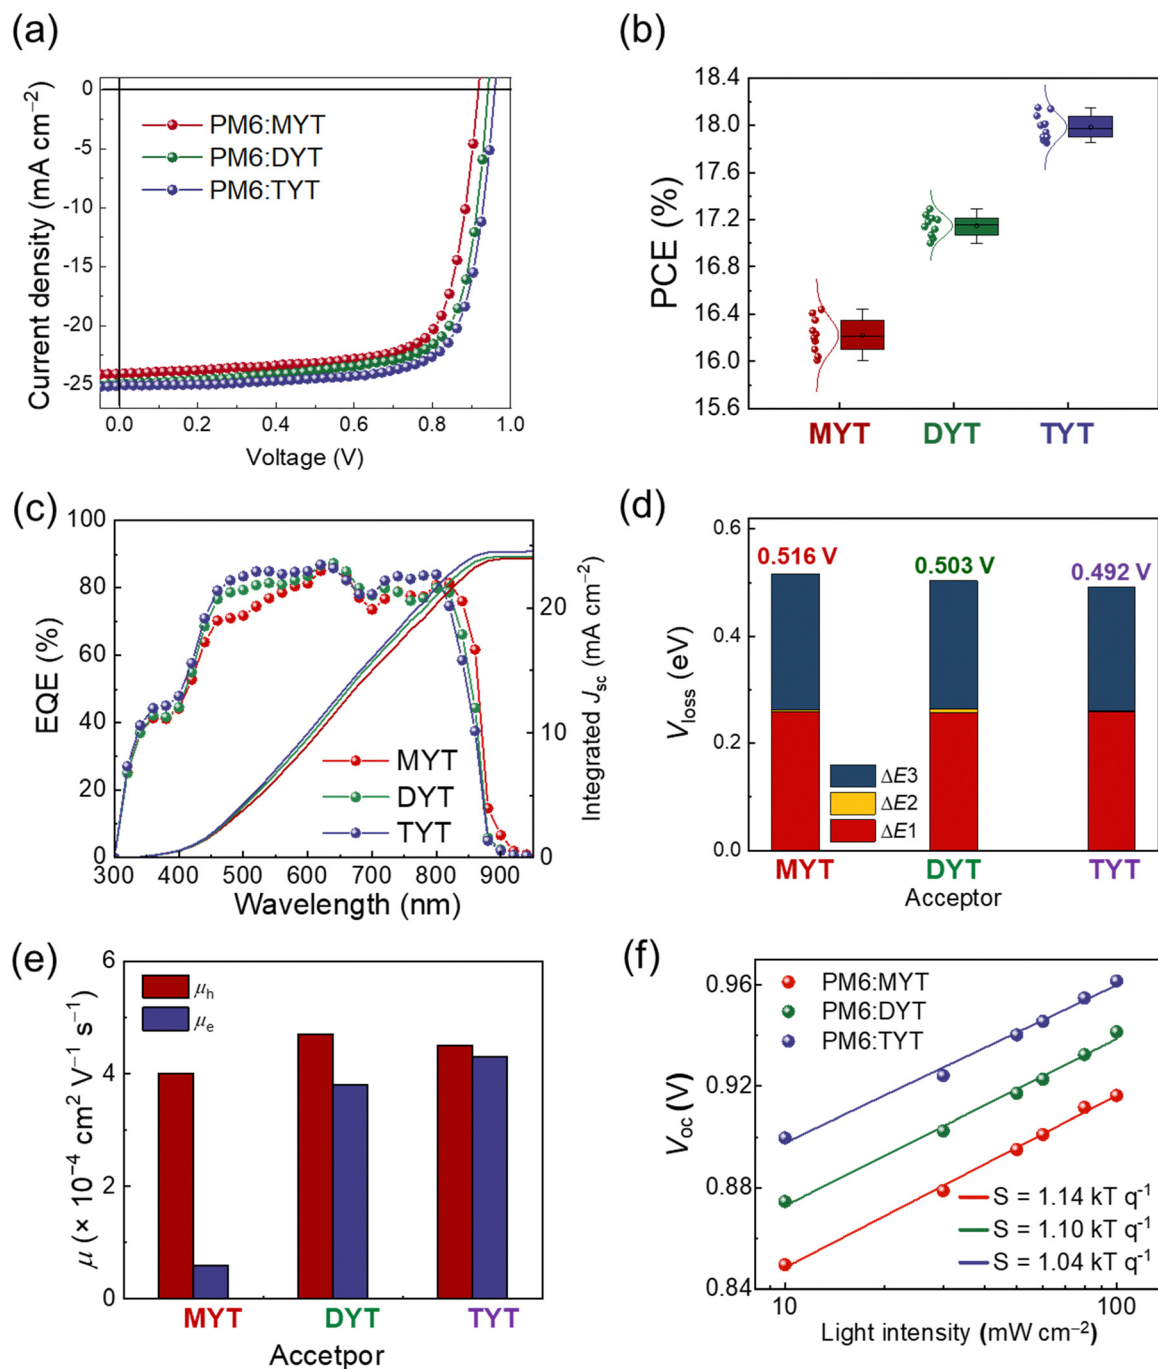 (a)
0
-5
-10
-15
-20
-25
Current density (mA cm⁻²)
PM6:MYT
PM6:DYT
PM6:TYT
0.0 0.2 0.4 0.6 0.8 1.0
Voltage (V)
(b)
18.4
18.0
17.6
17.2
16.8
16.4
16.0
15.6
PCE (%)
MYT DYT TYT
(c)
100
80
60
40
20
0
EQE (%)
20
10
0
Integrated Jsc (mA cm⁻²)
MYT
DYT
TYT
300 400 500 600 700 800 900
Wavelength (nm)
(d)
0.6
0.4
0.2
0.0
Vloss (eV)
0.516 V
0.503 V
0.492 V
ΔE3
ΔE2
ΔE1
MYT DYT TYT
Acceptor
(e)
6
4
2
0
μ (× 10⁻⁴ cm² V⁻¹ s⁻¹)
μh
μe
MYT DYT TYT
Accetpor
(f)
0.96
0.92
0.88
0.84
Voc (V)
PM6:MYT
PM6:DYT
PM6:TYT
S = 1.14 kT q⁻¹
S = 1.10 kT q⁻¹
S = 1.04 kT q⁻¹
10 100
Light intensity (mW cm⁻²)